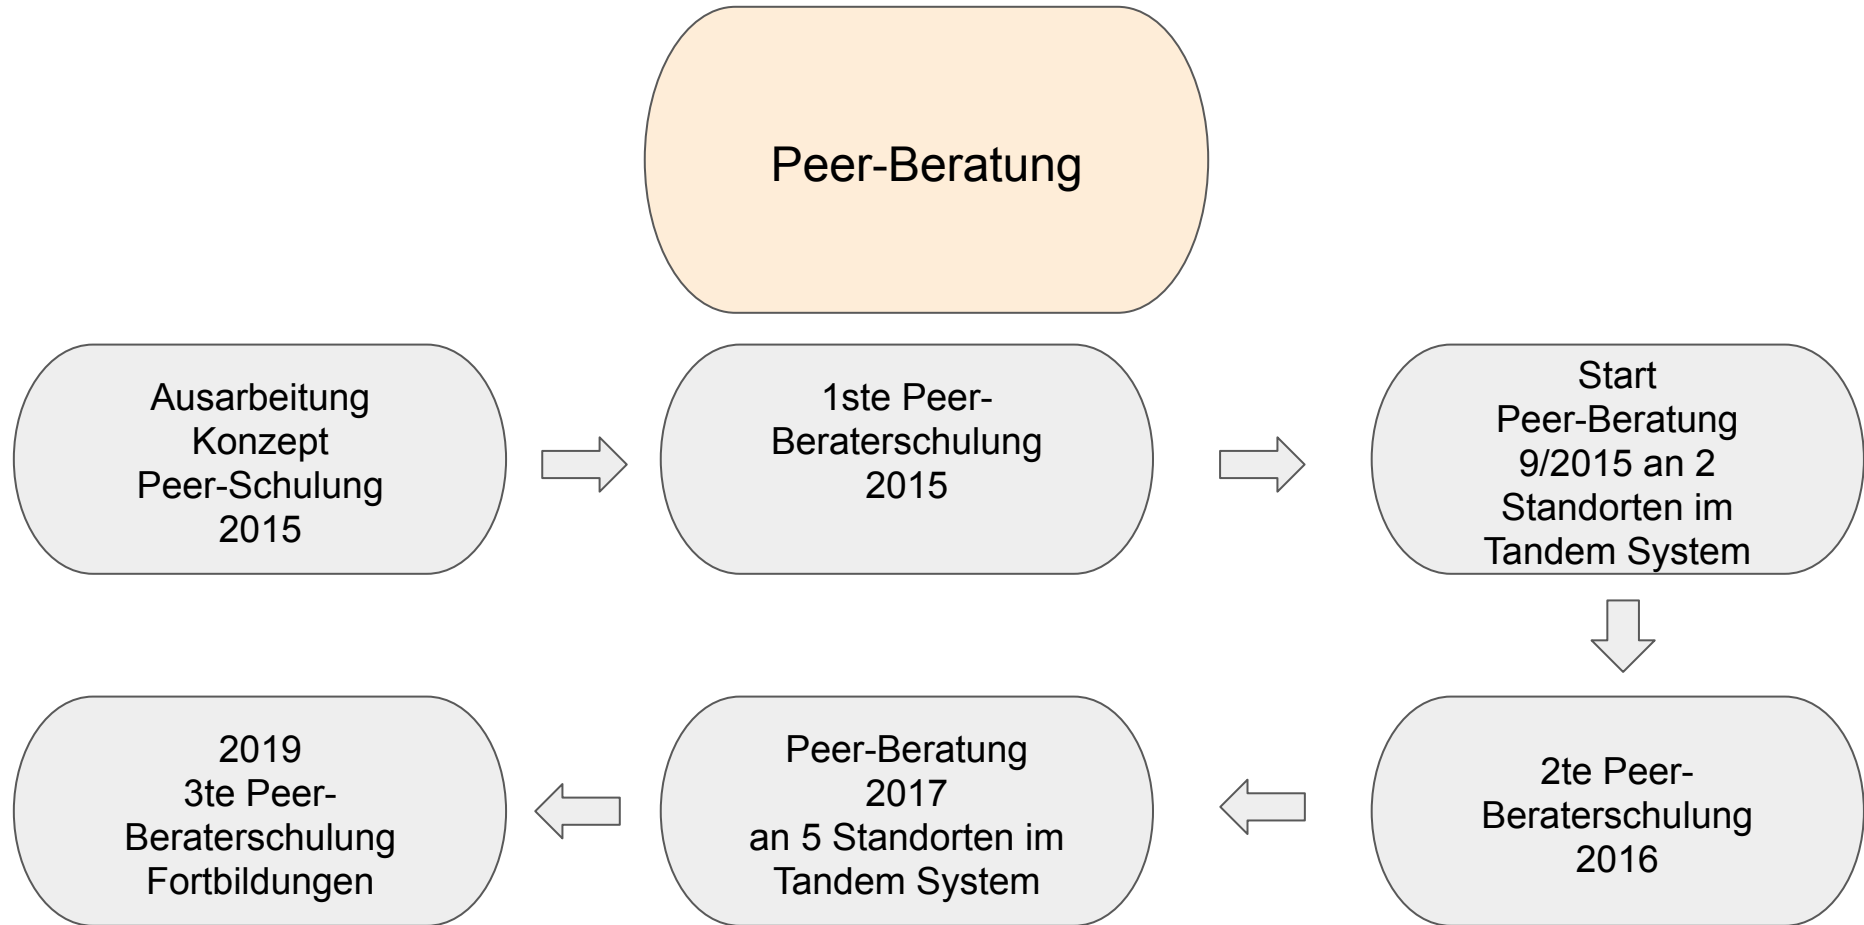 Peer-Beratung
Ausarbeitung
Konzept
Peer-Schulung
2015
1ste Peer-
Beraterschulung
2015
Start
Peer-Beratung
9/2015 an 2
Standorten im
Tandem System
2te Peer-
Beraterschulung
2016
Peer-Beratung
2017
an 5 Standorten im
Tandem System
2019
3te Peer-
Beraterschulung
Fortbildungen